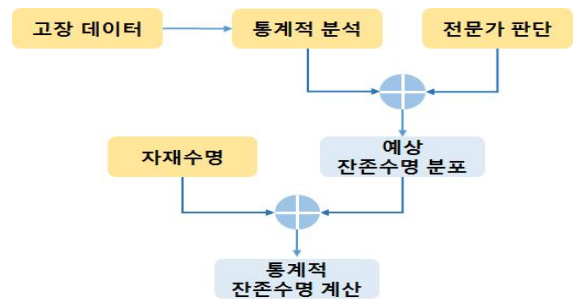 고장 데이터
통계적 분석
전문가 판단
자재수명
예상
잔존수명 분포
통계적
잔존수명 계산